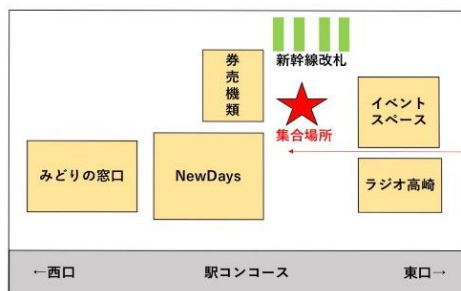 新幹線改札
券売機類
イベント
スペース
集合場所
みどりの窓口
NewDays
ラジオ高崎
←西口
駅コンコース
東口→